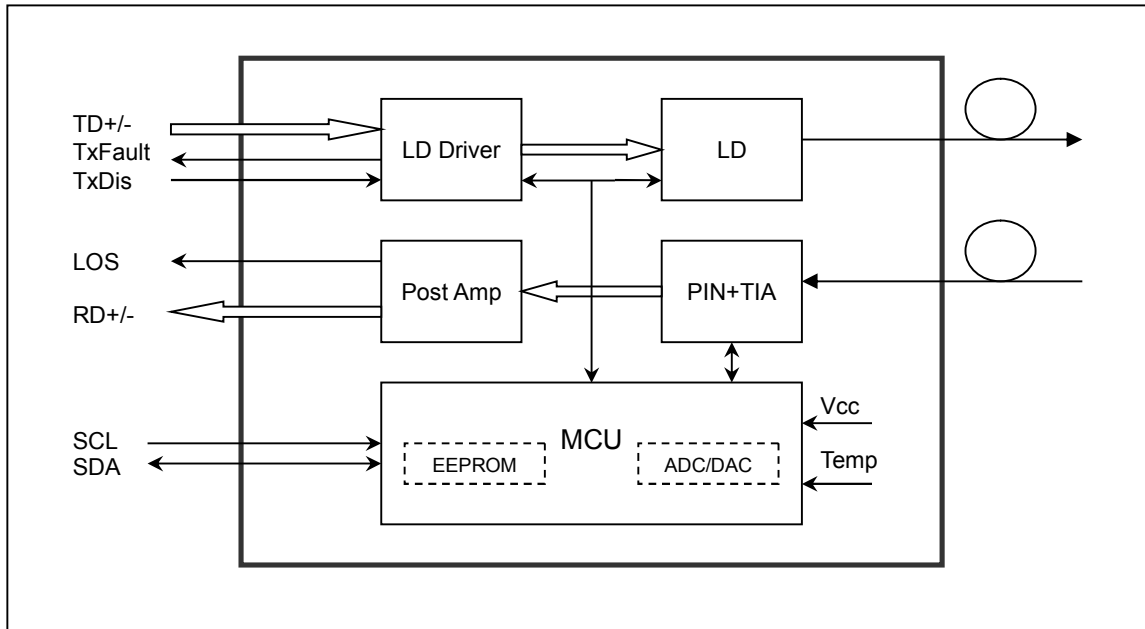 TD+/-
TxFault
TxDis
LD Driver
LD
LOS
RD+/-
Post Amp
PIN+TIA
SCL
SDA
MCU
EEPROM
ADC/DAC
Vcc
Temp